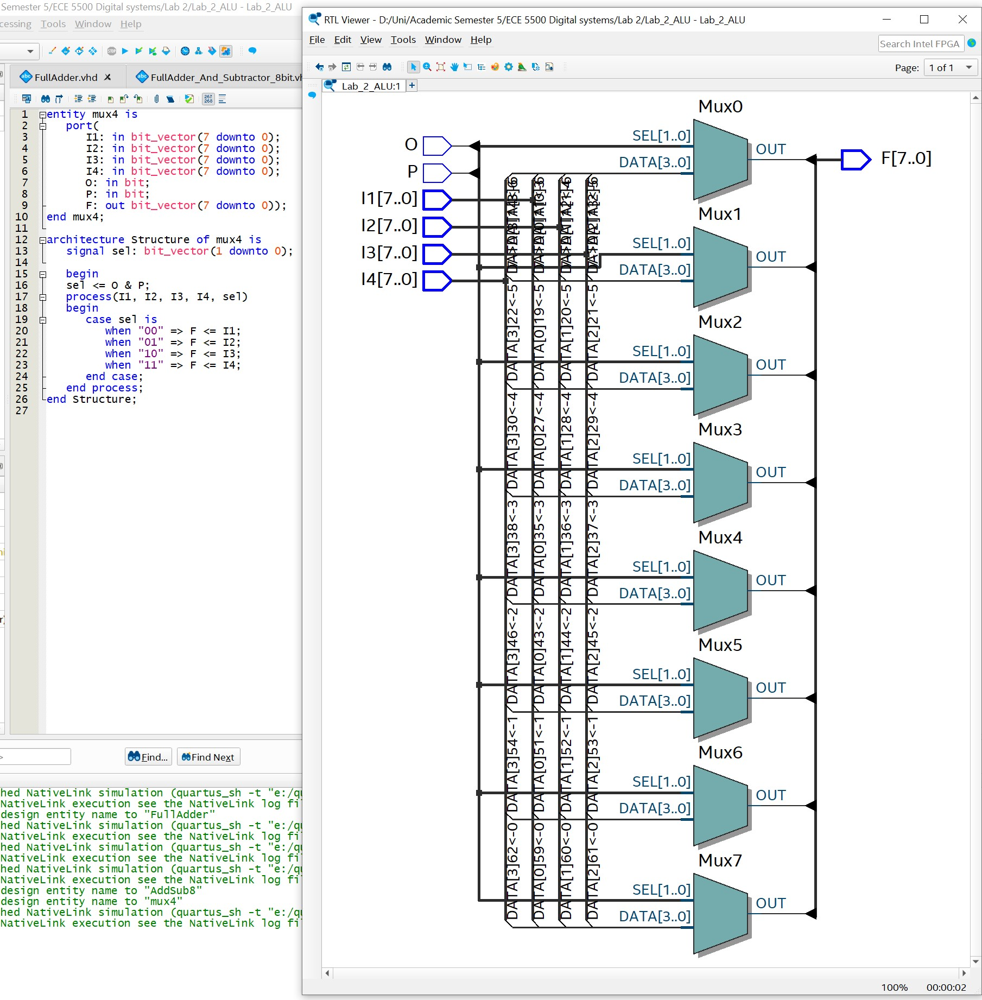 Semester 5/ECE 5500 Digital systems/Lab 2/Lab_2_ALU - Lab_2_ALU
Tools Window Help
FullAdder.vhd
FullAdder_And_Subtractor_8bit.vh
267
268
1 entity mux4 is
2 port(
3 I1: in bit_vector(7 downto 0);
4 I2: in bit_vector(7 downto 0);
5 I3: in bit_vector(7 downto 0);
6 I4: in bit_vector(7 downto 0);
7 O: in bit;
8 P: in bit;
9 F: out bit_vector(7 downto 0));
10 end mux4;
11
12 architecture Structure of mux4 is
13 signal sel: bit_vector(1 downto 0);
14
15 begin
16 sel <= O & P;
17 process(I1, I2, I3, I4, sel)
18 begin
19 case sel is
20 when "00" => F <= I1;
21 when "01" => F <= I2;
22 when "10" => F <= I3;
23 when "11" => F <= I4;
24 end case;
25 end process;
26 end Structure;
27
Find... Find Next
hed NativeLink simulation (quartus_sh -t "e:/qu
NativeLink execution see the NativeLink log fi
design entity name to "FullAdder"
hed NativeLink simulation (quartus_sh -t "e:/qu
NativeLink execution see the NativeLink log fi
hed NativeLink simulation (quartus_sh -t "e:/qu
NativeLink execution see the NativeLink log fi
hed NativeLink simulation (quartus_sh -t "e:/qu
NativeLink execution see the NativeLink log fi
design entity name to "AddSub8"
design entity name to "mux4"
hed NativeLink simulation (quartus_sh -t "e:/qu
NativeLink execution see the NativeLink log fi
RTL Viewer - D:/Uni/Academic Semester 5/ECE 5500 Digital systems/Lab 2/Lab_2_ALU - Lab_2_ALU
File Edit View Tools Window Help
Search Intel FPGA
Page: 1 of 1
Lab_2_ALU:1
O
P
I1[7..0]
I2[7..0]
I3[7..0]
I4[7..0]
Mux0
SEL[1..0]
DATA[3..0]
OUT
F[7..0]
Mux1
SEL[1..0]
DATA[3..0]
OUT
DATA[3]22<-5
DATA[0]19<-5
DATA[1]20<-5
DATA[2]21<-5
Mux2
SEL[1..0]
DATA[3..0]
OUT
DATA[3]30<-4
DATA[0]27<-4
DATA[1]28<-4
DATA[2]29<-4
Mux3
SEL[1..0]
DATA[3..0]
OUT
DATA[3]38<-3
DATA[0]35<-3
DATA[1]36<-3
DATA[2]37<-3
Mux4
SEL[1..0]
DATA[3..0]
OUT
DATA[3]46<-2
DATA[0]43<-2
DATA[1]44<-2
DATA[2]45<-2
Mux5
SEL[1..0]
DATA[3..0]
OUT
DATA[3]54<-1
DATA[0]51<-1
DATA[1]52<-1
DATA[2]53<-1
Mux6
SEL[1..0]
DATA[3..0]
OUT
DATA[3]62<-0
DATA[0]59<-0
DATA[1]60<-0
DATA[2]61<-0
Mux7
SEL[1..0]
DATA[3..0]
OUT
100% 00:00:02